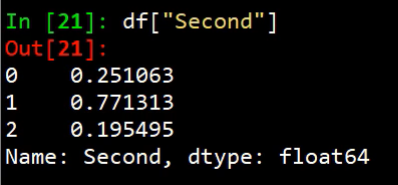 In [21]: df["Second"]
Out[21]:
0    0.251063
1    0.771313
2    0.195495
Name: Second, dtype: float64